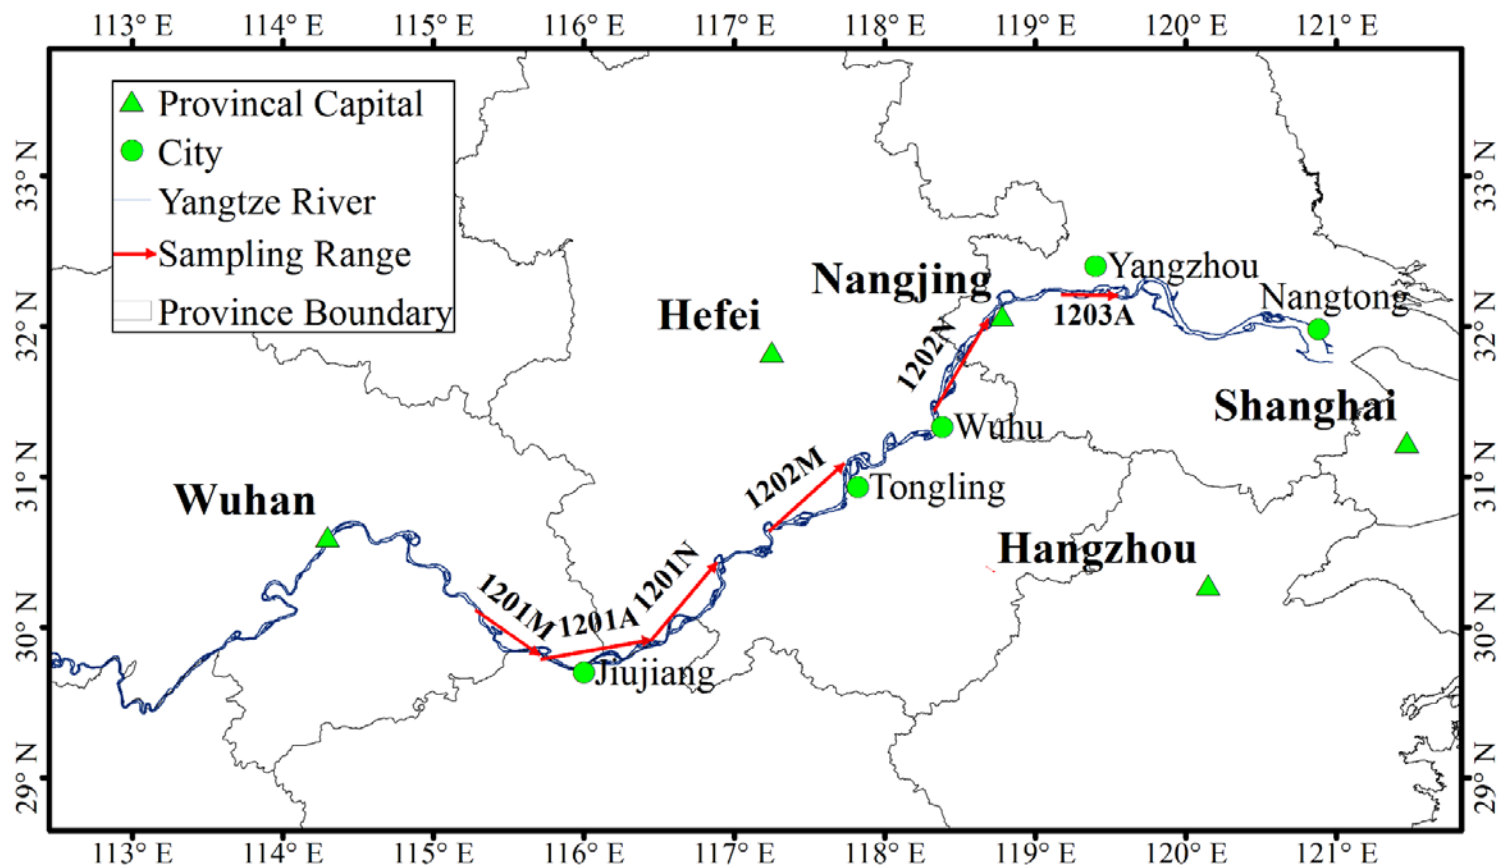 113° E 114° E 115° E 116° E 117° E 118° E 119° E 120° E 121° E
Provincal Capital
City
Yangtze River
Sampling Range
Province Boundary
33° N
33° N
Yangzhou
Nangjing
Nangtong
Hefei
1203A
32° N
32° N
1202N
Shanghai
Wuhu
1202M
31° N
31° N
Tongling
Wuhan
Hangzhou
1201N
1201M
1201A
30° N
30° N
Jiujiang
29° N
29° N
113° E 114° E 115° E 116° E 117° E 118° E 119° E 120° E 121° E